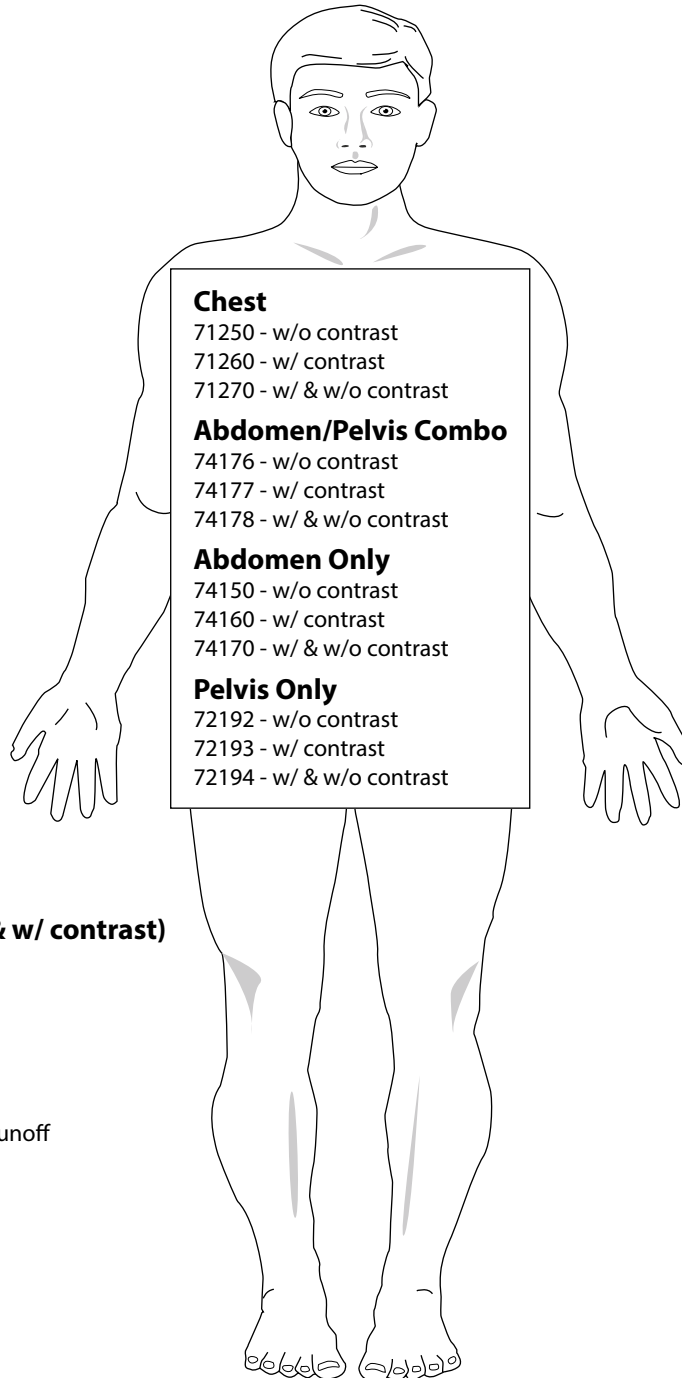 Chest
71250 - w/o contrast
71260 - w/ contrast
71270 - w/ & w/o contrast
Abdomen/Pelvis Combo
74176 - w/o contrast
74177 - w/ contrast
74178 - w/ & w/o contrast
Abdomen Only
74150 - w/o contrast
74160 - w/ contrast
74170 - w/ & w/o contrast
Pelvis Only
72192 - w/o contrast
72193 - w/ contrast
72194 - w/ & w/o contrast
& w/ contrast)
unoff